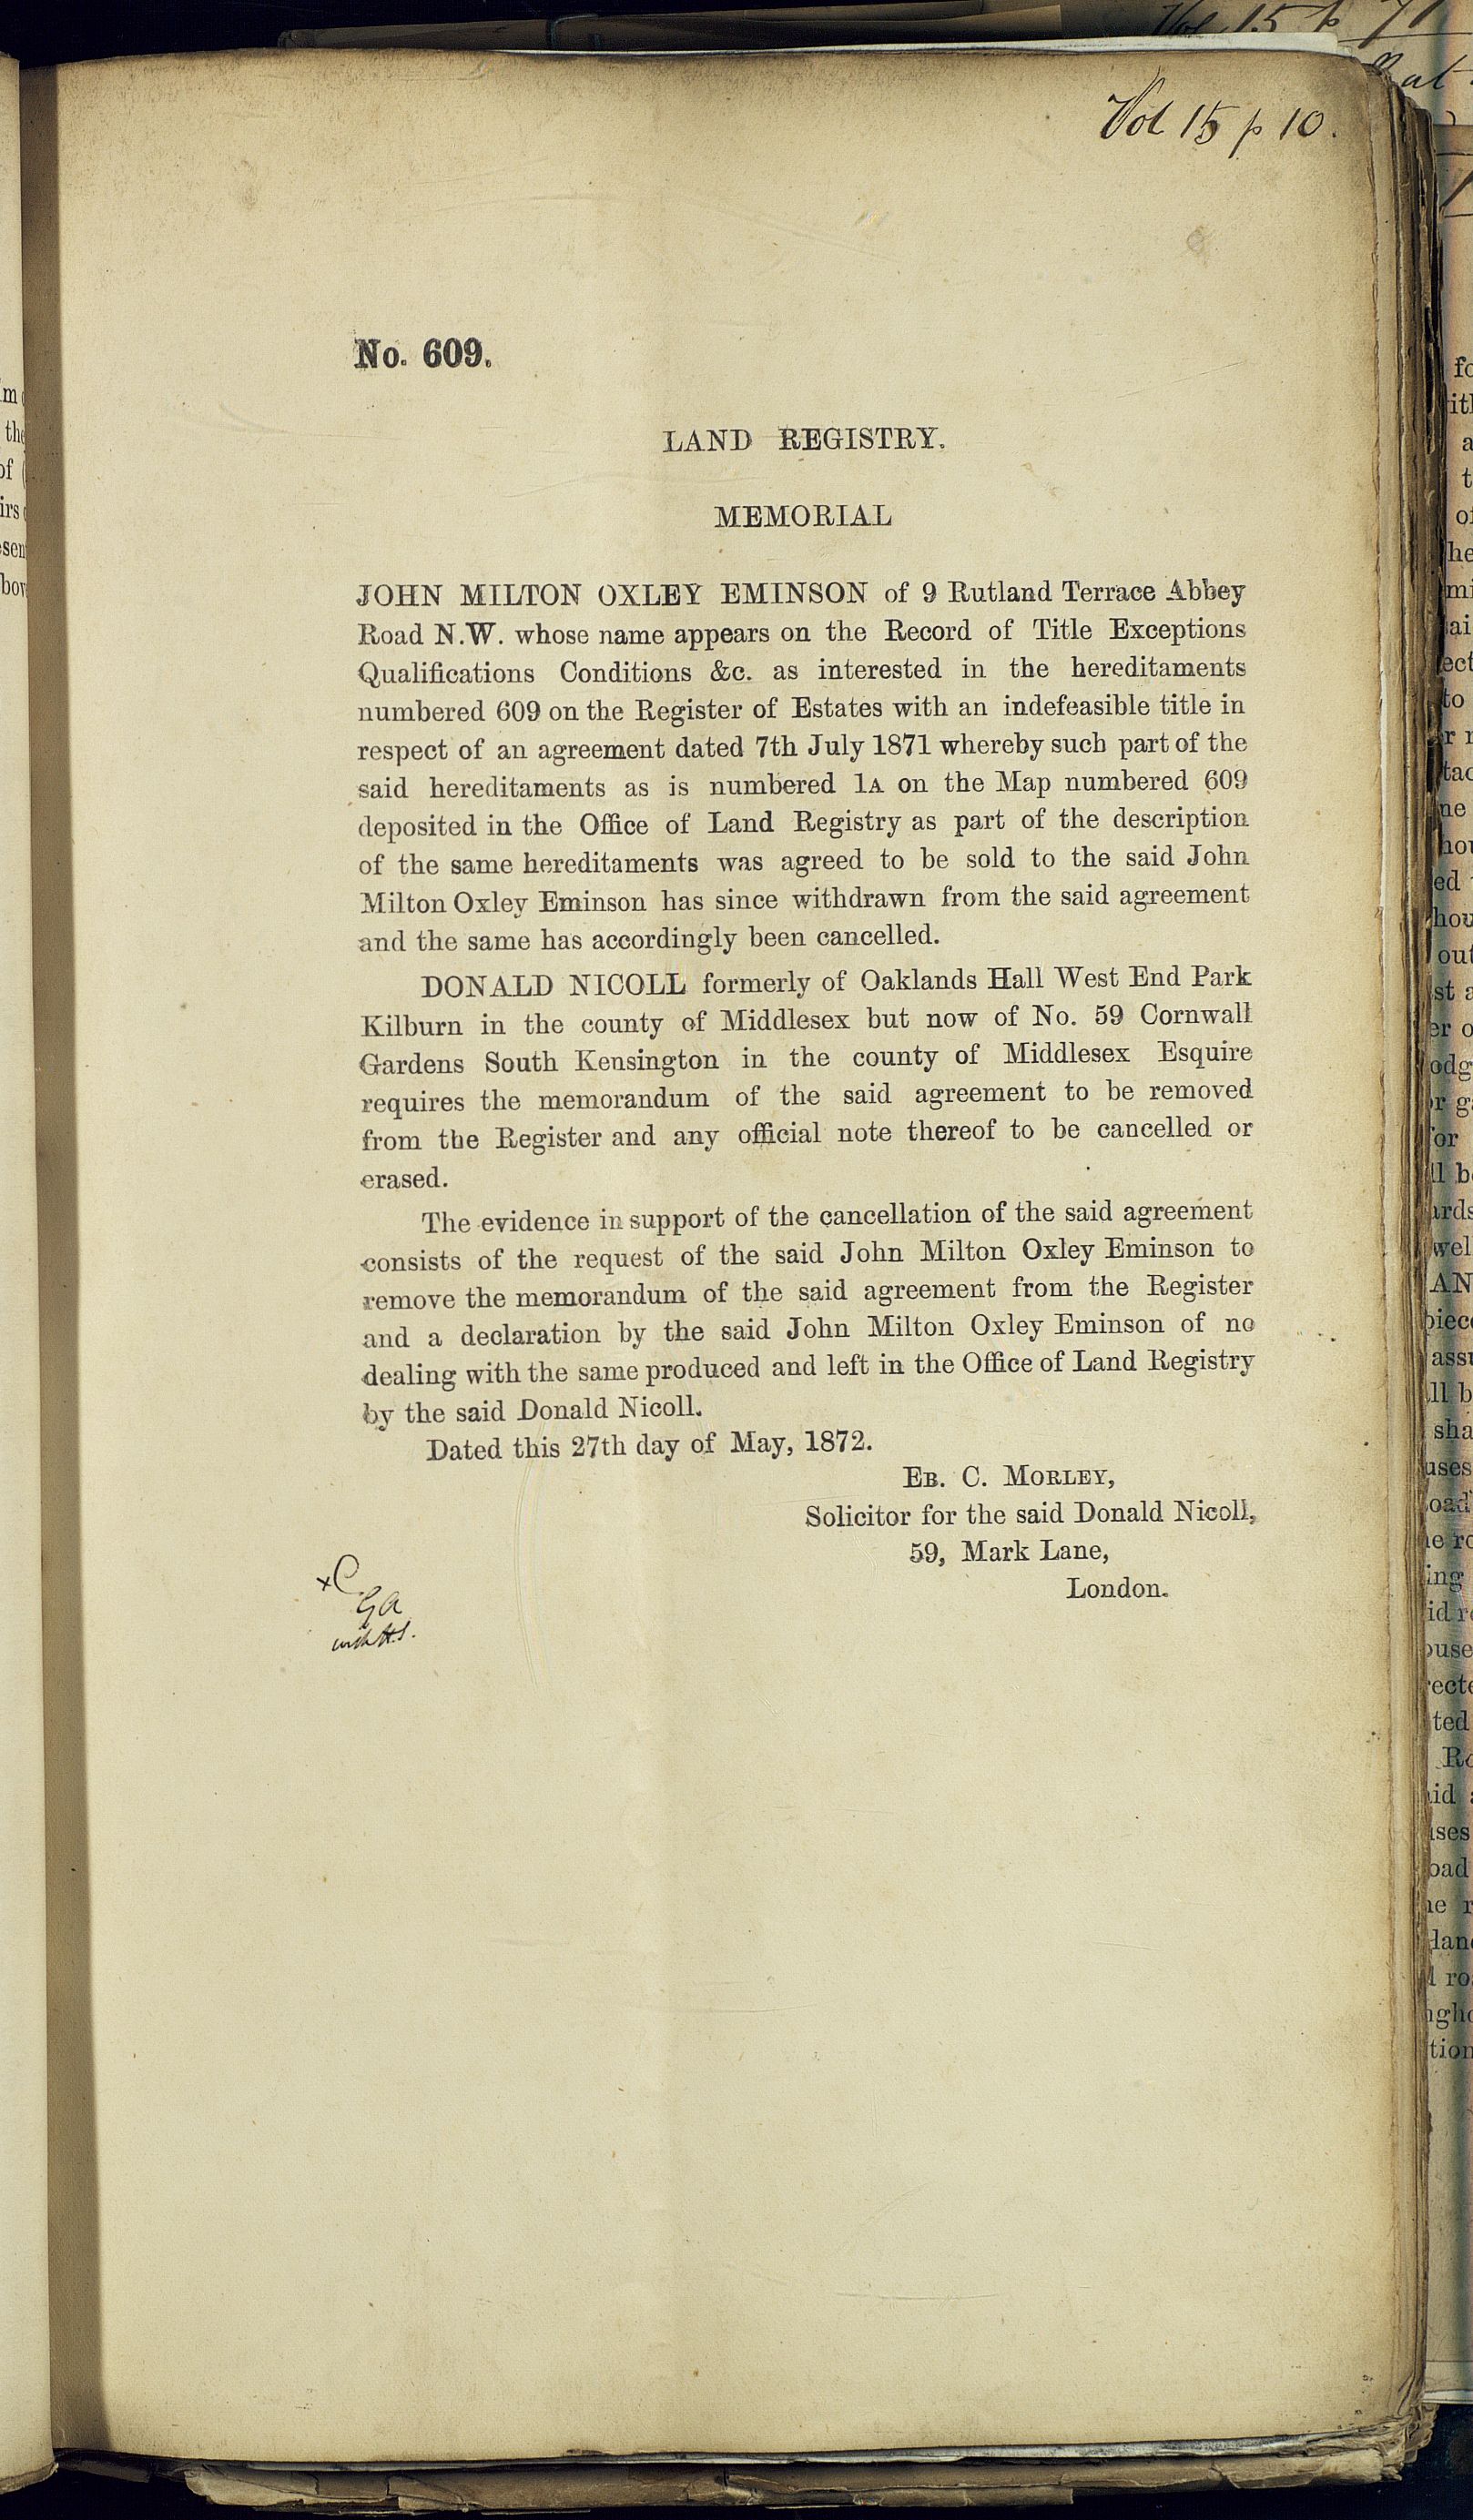 Vol 15 p 10.
No. 609.
LAND REGISTRY.
MEMORIAL
JOHN MILTON OXLEY EMINSON of 9 Rutland Terrace Abbey
Road N.W. whose name appears on the Record of Title Exceptions
Qualifications Conditions &c. as interested in the hereditaments
numbered 609 on the Register of Estates with an indefeasible title in
respect of an agreement dated 7th July 1871 whereby such part of the
said hereditaments as is numbered 1A on the Map numbered 609
deposited in the Office of Land Registry as part of the description
of the same hereditaments was agreed to be sold to the said John
Milton Oxley Eminson has since withdrawn from the said agreement
and the same has accordingly been cancelled.
DONALD NICOLL formerly of Oaklands Hall West End Park
Kilburn in the county of Middlesex but now of No. 59 Cornwall
Gardens South Kensington in the county of Middlesex Esquire
requires the memorandum of the said agreement to be removed
from the Register and any official note thereof to be cancelled or
erased.
The evidence in support of the cancellation of the said agreement
consists of the request of the said John Milton Oxley Eminson to
remove the memorandum of the said agreement from the Register
and a declaration by the said John Milton Oxley Eminson of no
dealing with the same produced and left in the Office of Land Registry
by the said Donald Nicoll.
Dated this 27th day of May, 1872.
EB. C. MORLEY,
Solicitor for the said Donald Nicoll,
59, Mark Lane,
London.